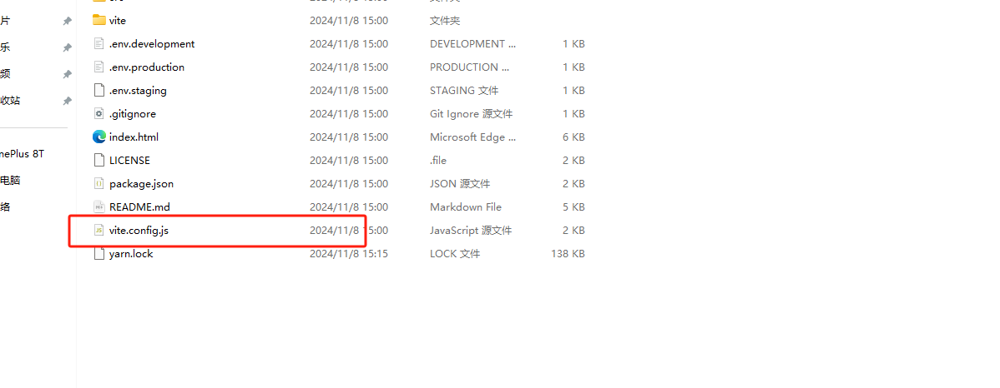 文件夹
片
vite 2024/11/8 15:00 文件夹
.env.development 2024/11/8 15:00 DEVELOPMENT ... 1 KB
乐
.env.production 2024/11/8 15:00 PRODUCTION ... 1 KB
频
.env.staging 2024/11/8 15:00 STAGING 文件 1 KB
收站
.gitignore 2024/11/8 15:00 Git Ignore 源文件 1 KB
index.html 2024/11/8 15:00 Microsoft Edge ... 6 KB
nePlus 8T
LICENSE 2024/11/8 15:00 .file 2 KB
电脑
package.json 2024/11/8 15:00 JSON 源文件 2 KB
络
README.md 2024/11/8 15:00 Markdown File 5 KB
vite.config.js 2024/11/8 15:00 JavaScript 源文件 2 KB
yarn.lock 2024/11/8 15:15 LOCK 文件 138 KB